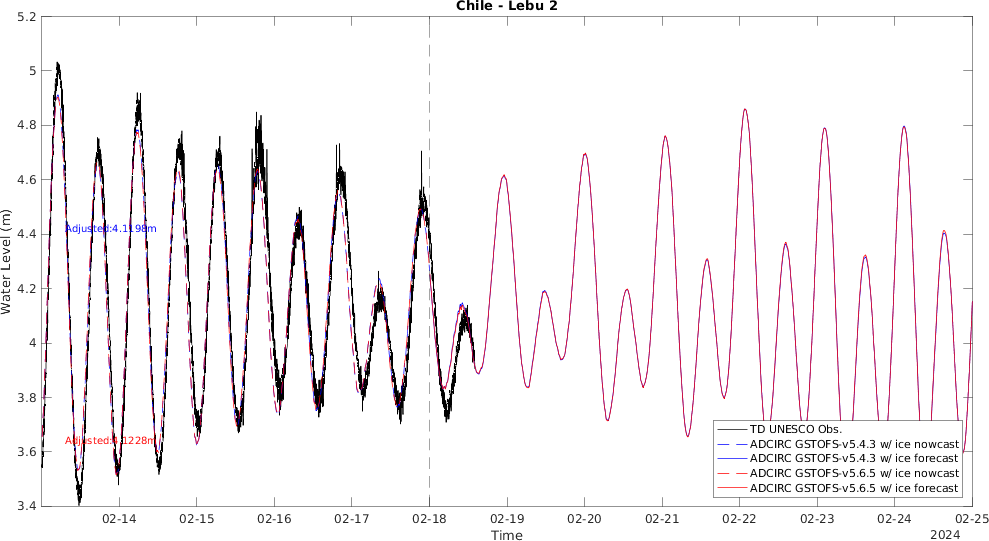 Chile - Lebu 2
5.2
5
4.8
4.6
4.4
4.2
4
3.8
3.6
3.4
Water Level (m)
Adjusted:4.1198m
Adjusted:4.1228m
TD UNESCO Obs.
ADCIRC GSTOFS-v5.4.3 w/ ice nowcast
ADCIRC GSTOFS-v5.4.3 w/ ice forecast
ADCIRC GSTOFS-v5.6.5 w/ ice nowcast
ADCIRC GSTOFS-v5.6.5 w/ ice forecast
02-14 02-15 02-16 02-17 02-18 02-19 02-20 02-21 02-22 02-23 02-24 02-25
Time
2024